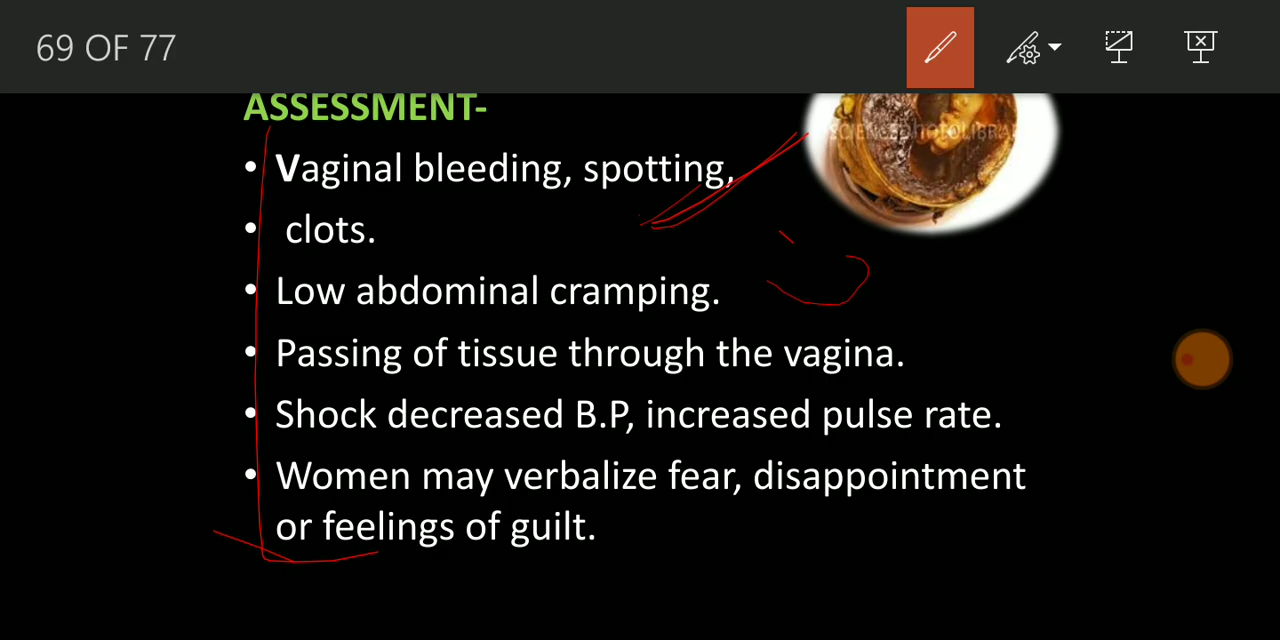 69 OF 77
ASSESSMENT-
SCIENCEPHOTOLIBRA
• Vaginal bleeding, spotting,
• clots.
• Low abdominal cramping.
• Passing of tissue through the vagina.
• Shock decreased B.P, increased pulse rate.
• Women may verbalize fear, disappointment
or feelings of guilt.